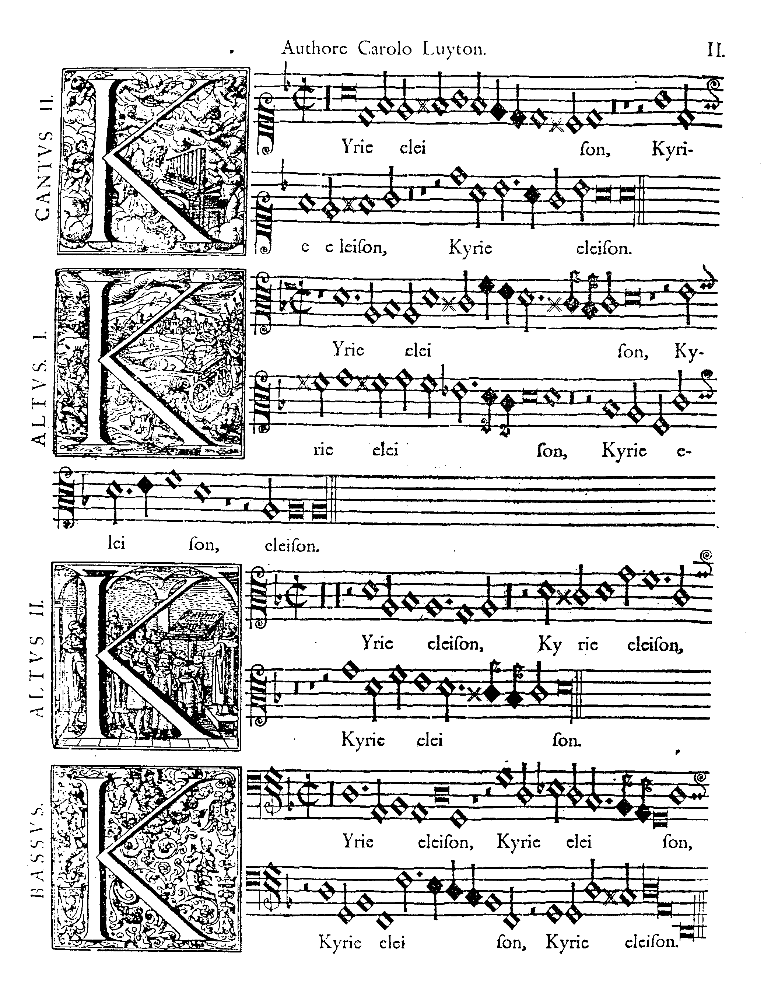 Authore Carolo Luyton. II.
CANTVS II.
K
Yrie elei ſon, Kyri-
e e leiſon, Kyrie eleiſon.
ALTVS. I.
K
Yrie elei ſon, Ky-
rie elei ſon, Kyrie e-
lei ſon, eleiſon.
ALTVS II.
K
Yrie eleiſon, Ky rie eleiſon,
Kyrie elei ſon.
BASSVS.
K
Yrie eleiſon, Kyrie elei ſon,
Kyrie elei ſon, Kyrie eleiſon.